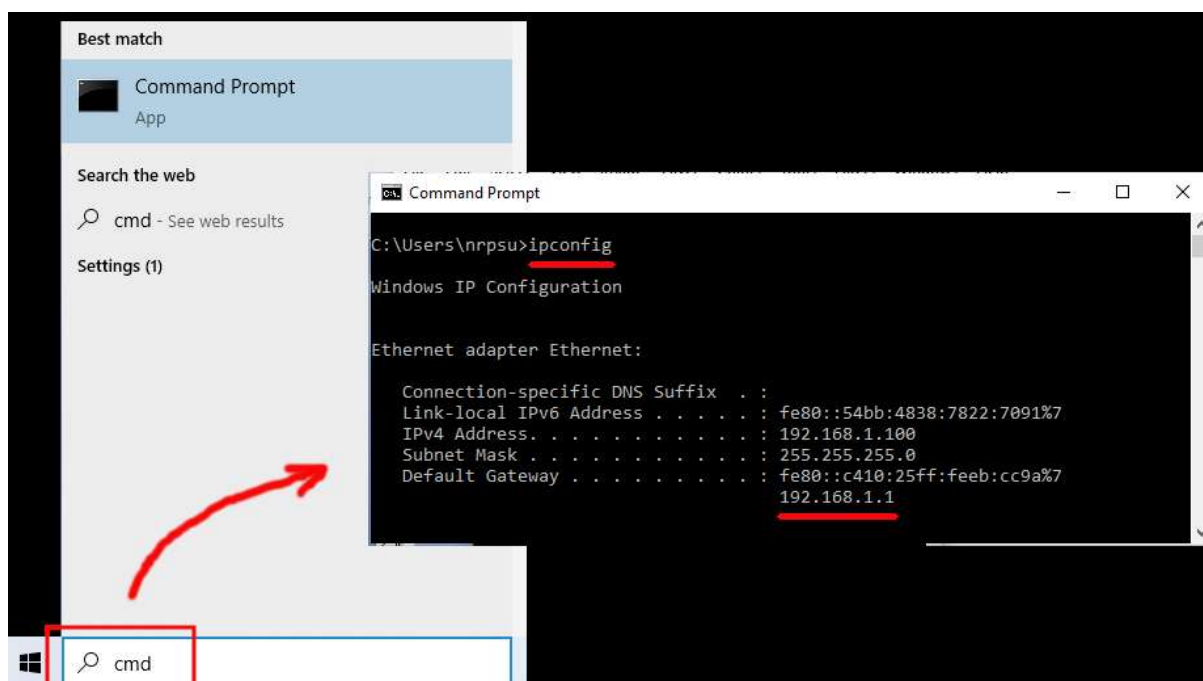 Best match
Command Prompt
App
Search the web
cmd - See web results
Settings (1)
cmd
Command Prompt
C:\Users\nrpsu>ipconfig
Windows IP Configuration
Ethernet adapter Ethernet:
Connection-specific DNS Suffix . :
Link-local IPv6 Address . . . . . : fe80::54bb:4838:7822:7091%7
IPv4 Address. . . . . . . . . . . : 192.168.1.100
Subnet Mask . . . . . . . . . . . : 255.255.255.0
Default Gateway . . . . . . . . . : fe80::c410:25ff:feeb:cc9a%7
192.168.1.1